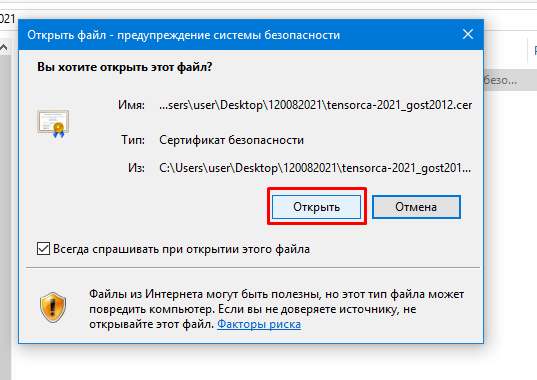 021
Открыть файл - предупреждение системы безопасности
Вы хотите открыть этот файл?
Имя: ...sers\user\Desktop\120082021\tensorca-2021_gost2012.cer
Тип: Сертификат безопасности
Из: C:\Users\user\Desktop\120082021\tensorca-2021_gost201...
Открыть Отмена
Всегда спрашивать при открытии этого файла
Файлы из Интернета могут быть полезны, но этот тип файла может
повредить компьютер. Если вы не доверяете источнику, не
открывайте этот файл. Факторы риска
безо...